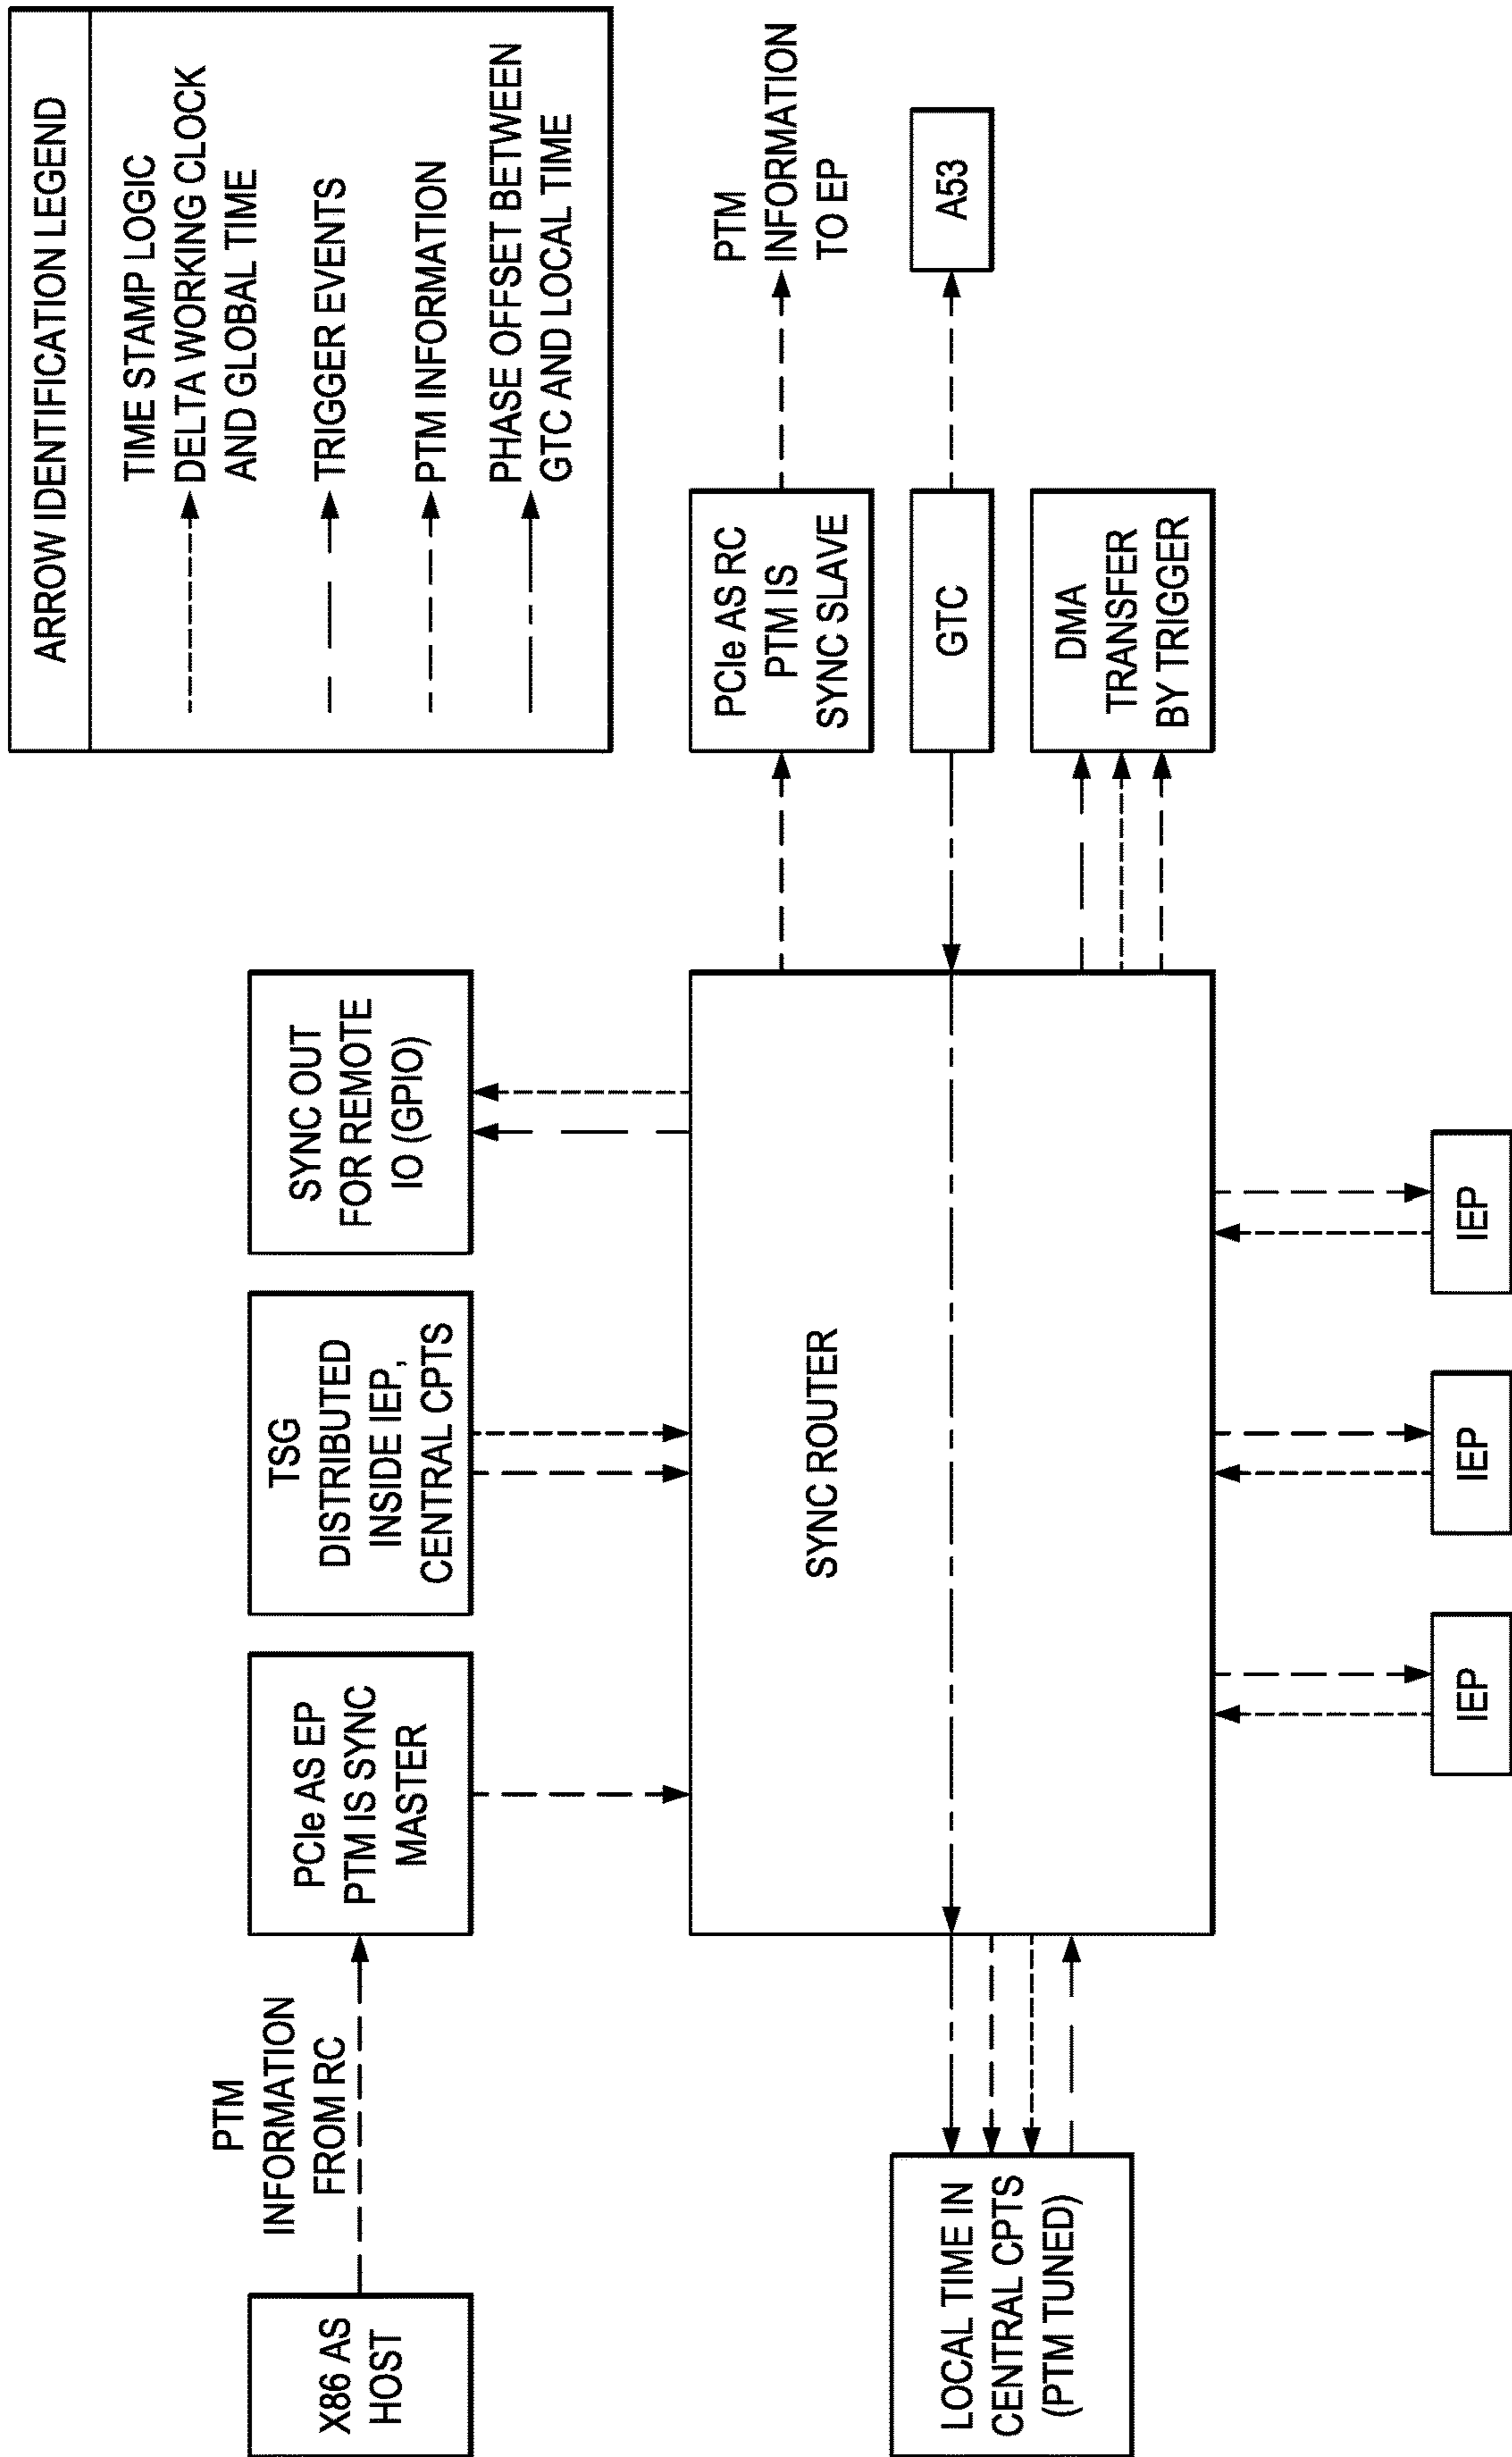 ARROW IDENTIFICATION LEGEND
TIME STAMP LOGIC
DELTA WORKING CLOCK
AND GLOBAL TIME
TRIGGER EVENTS
PTM INFORMATION
PHASE OFFSET BETWEEN
GTC AND LOCAL TIME
X86 AS
HOST
PTM
INFORMATION
FROM RC
PCIe AS EP
PTM IS SYNC
MASTER
TSG
DISTRIBUTED
INSIDE IEP,
CENTRAL CPTS
SYNC OUT
FOR REMOTE
IO (GPIO)
LOCAL TIME IN
CENTRAL CPTS
(PTM TUNED)
SYNC ROUTER
PCIe AS RC
PTM IS
SYNC SLAVE
PTM
INFORMATION
TO EP
GTC
A53
DMA
TRANSFER
BY TRIGGER
IEP
IEP
IEP